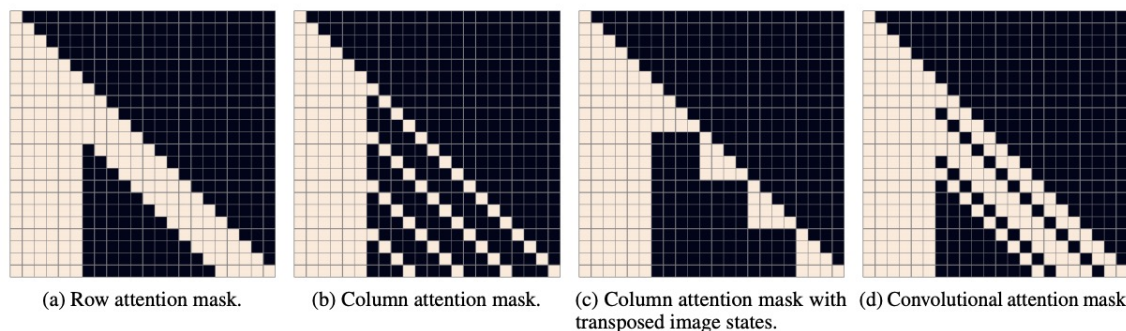 (a) Row attention mask.
(b) Column attention mask.
(c) Column attention mask with
transposed image states.
(d) Convolutional attention mask